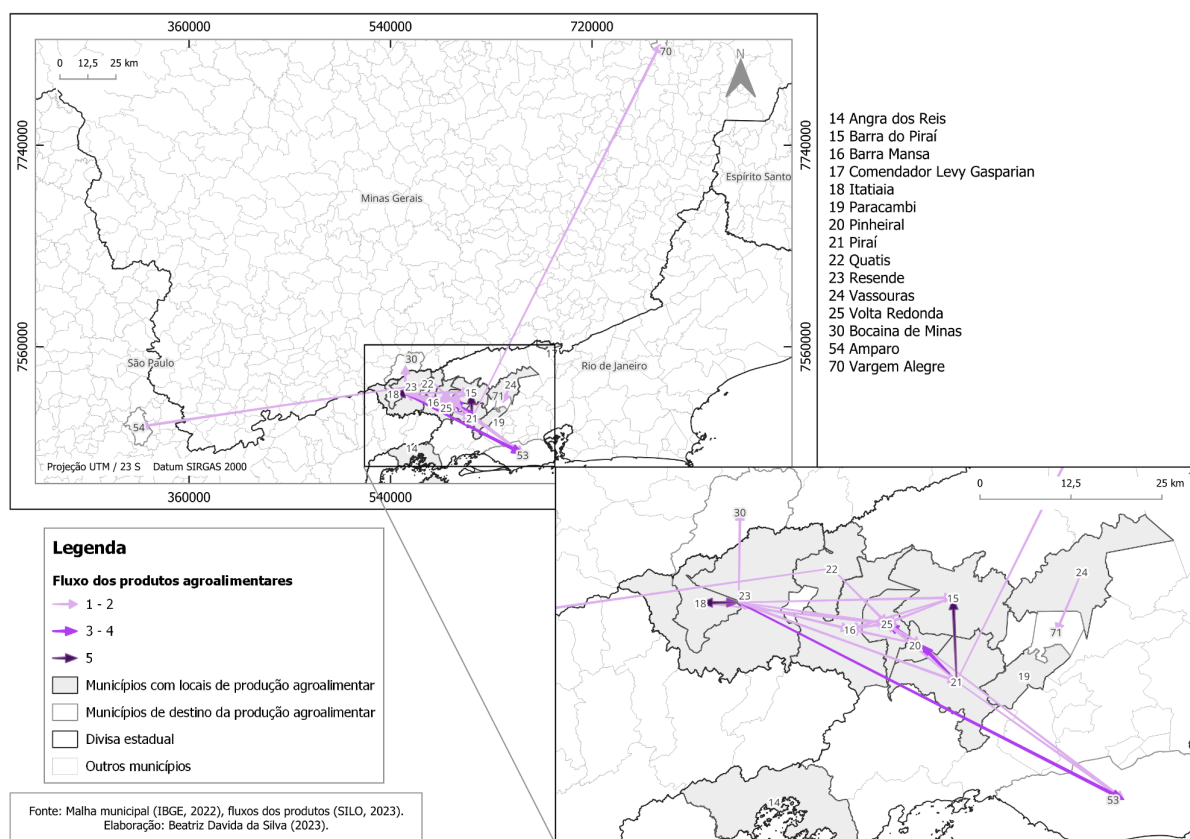 360000
540000
720000
0 12,5 25 km
N
70
7740000
7740000
Espírito Santo
Minas Gerais
7560000
7560000
São Paulo
Rio de Janeiro
17
30
24
22
23
15
18
71
16
25
21
19
54
53
14
Projeção UTM / 23 S Datum SIRGAS 2000
360000
540000
14 Angra dos Reis
15 Barra do Piraí
16 Barra Mansa
17 Comendador Levy Gasparian
18 Itatiaia
19 Paracambi
20 Pinheiral
21 Piraí
22 Quatis
23 Resende
24 Vassouras
25 Volta Redonda
30 Bocaina de Minas
54 Amparo
70 Vargem Alegre
0 12,5 25 km
30
22
24
23
18
15
25
16
71
20
19
21
53
14
Legenda
Fluxo dos produtos agroalimentares
1 - 2
3 - 4
5
Municípios com locais de produção agroalimentar
Municípios de destino da produção agroalimentar
Divisa estadual
Outros municípios
Fonte: Malha municipal (IBGE, 2022), fluxos dos produtos (SILO, 2023).
Elaboração: Beatriz Davida da Silva (2023).